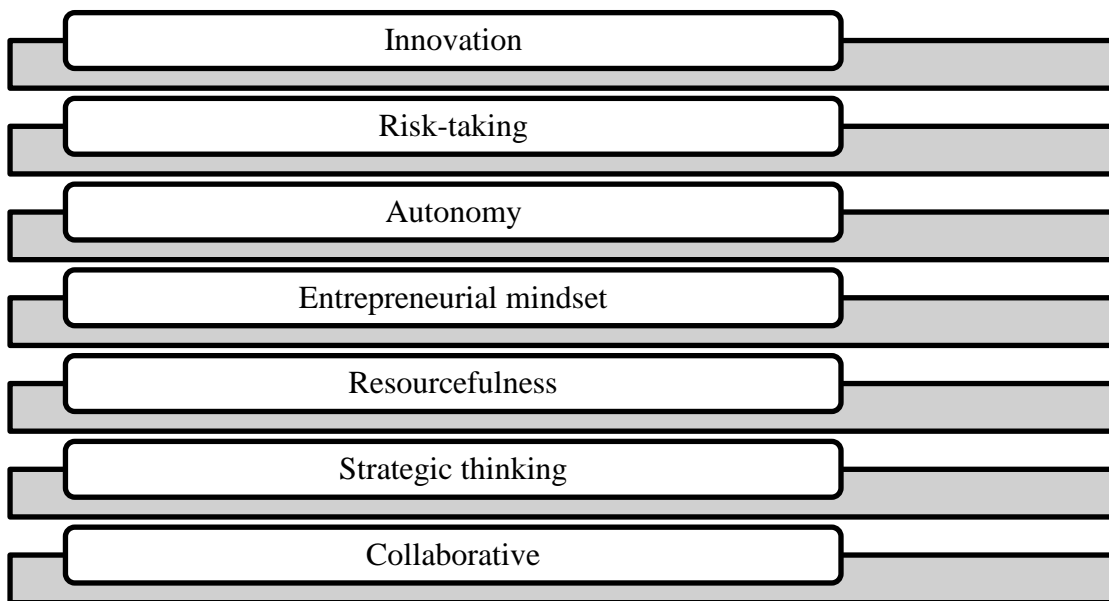 Innovation
Risk-taking
Autonomy
Entrepreneurial mindset
Resourcefulness
Strategic thinking
Collaborative